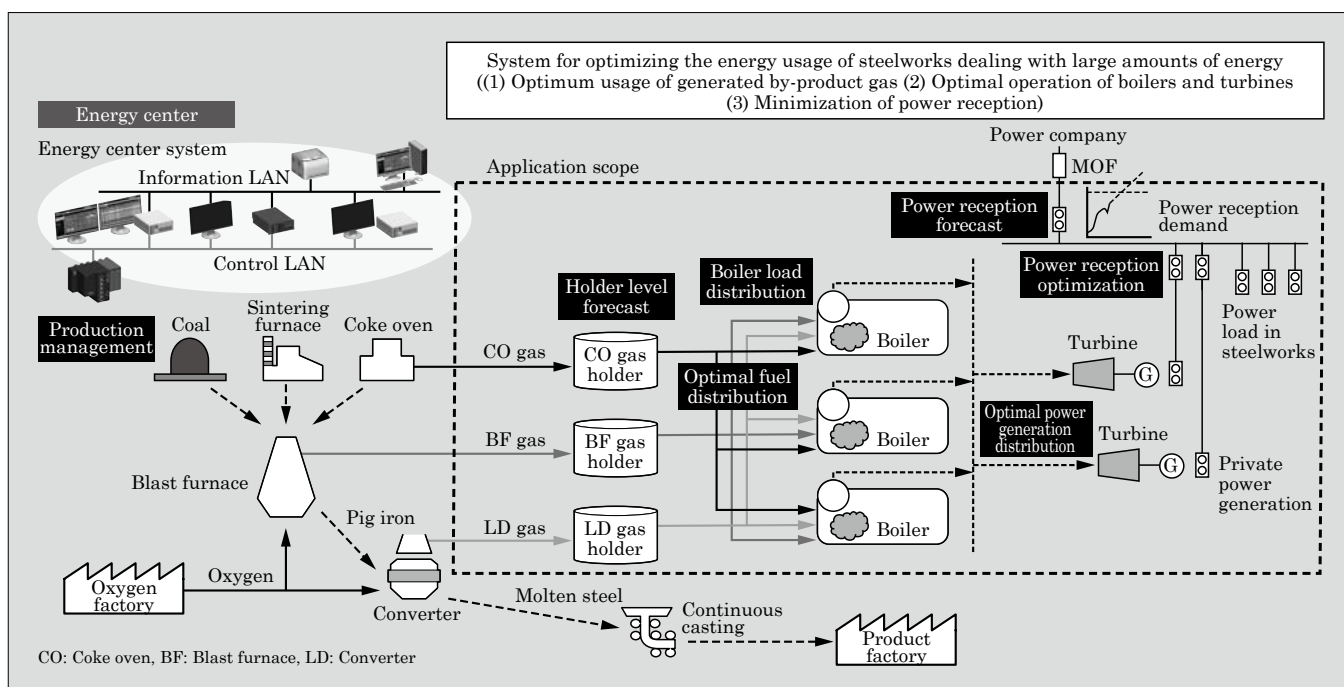 System for optimizing the energy usage of steelworks dealing with large amounts of energy
((1) Optimum usage of generated by-product gas (2) Optimal operation of boilers and turbines
(3) Minimization of power reception)
Energy center
Energy center system
Information LAN
Control LAN
Application scope
Power company
MOF
Power reception
forecast
Power reception
demand
Power reception
optimization
Power
load in
steelworks
Production
management
Coal
Sintering
furnace
Coke oven
Holder level
forecast
Boiler load
distribution
CO gas
CO gas
holder
Optimal fuel
distribution
Boiler
Turbine
G
BF gas
BF gas
holder
Boiler
Optimal power
generation
distribution
Turbine
G
Private
power
generation
Blast furnace
Pig iron
LD gas
LD gas
holder
Boiler
Oxygen
factory
Oxygen
Converter
Molten steel
Continuous
casting
Product
factory
CO: Coke oven, BF: Blast furnace, LD: Converter